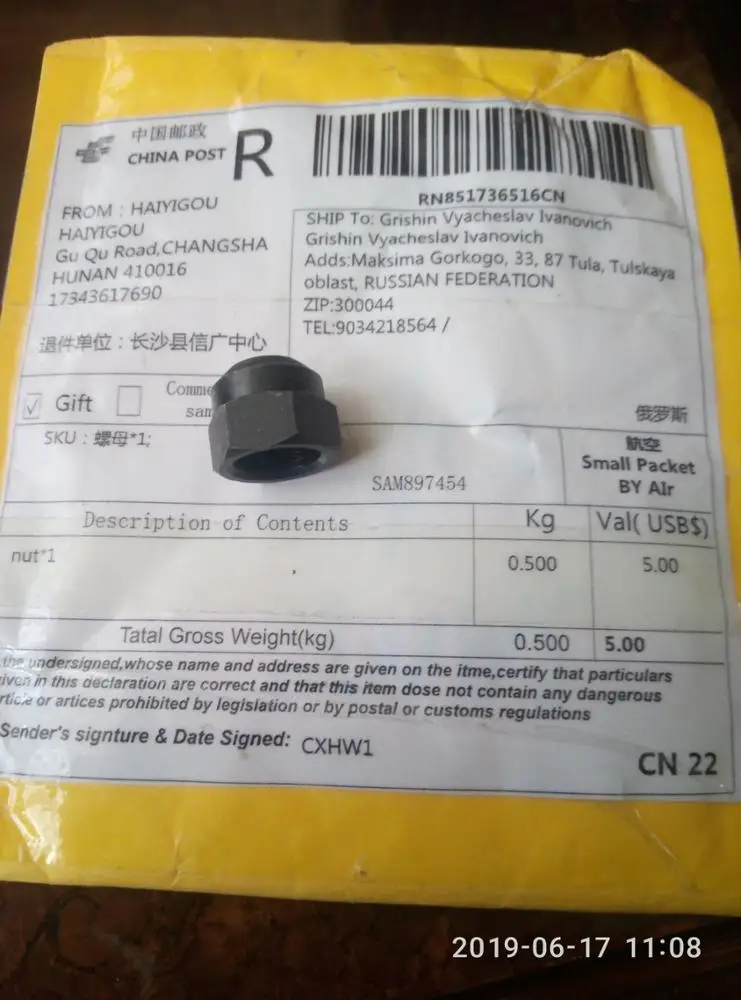 中国邮政
CHINA POST
R
RN851736516CN
FROM : HAIYIGOU
HAIYIGOU
Gu Qu Road,CHANGSHA
HUNAN 410016
17343617690
退件单位：长沙县信广中心
SHIP To: Grishin Vyacheslav Ivanovich
Grishin Vyacheslav Ivanovich
Adds:Maksima Gorkogo, 33, 87 Tula, Tulskaya
oblast, RUSSIAN FEDERATION
ZIP:300044
TEL:9034218564 /
Gift
俄罗斯
SKU : 螺母*1;
SAM897454
航空
Small Packet
BY AIr
Description of Contents Kg Val( USB$)
nut*1 0.500 5.00
Tatal Gross Weight(kg) 0.500 5.00
the undersigned,whose name and address are given on the itme,certify that particulars
in this declaration are correct and that this item dose not contain any dangerous
or artices prohibited by legislation or by postal or customs regulations
Sender's signture & Date Signed: CXHW1
CN 22
2019-06-17 11:08